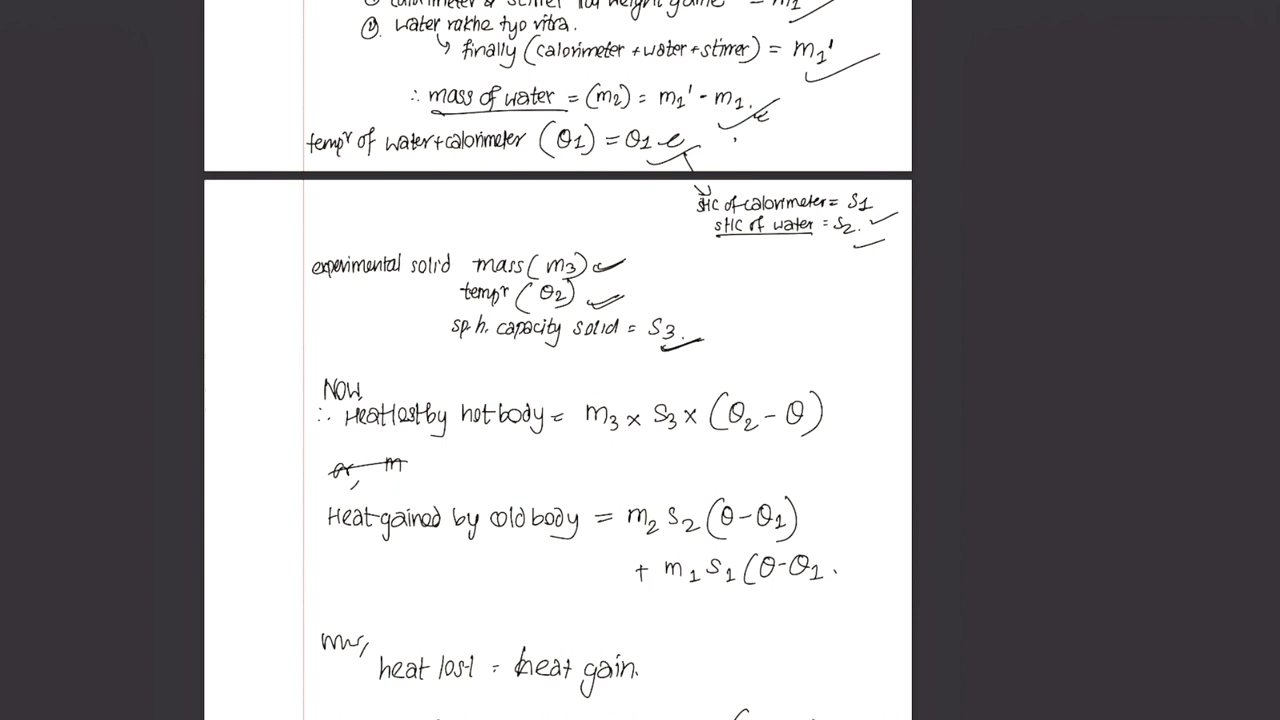 ② water rakhe tyo vitra.
↳ finally (calorimeter + water + stirrer) = m₁'
∴ mass of water = (m₂) = m₁' - m₁.
tempʳ of water+calorimeter (θ1) = θ1
SHC of calorimeter = S1
SHC of water = S2.
experimental solid mass (m₃)
tempʳ (θ₂)
sp. h. capacity solid = S3.
NOW,
∴ Heat lost by hot body = m₃ × S₃ × (θ₂ - θ)
or, m
Heat gained by cold body = m₂ S₂ (θ - θ₁)
+ m₁ S₁ (θ - θ₁.
heat lost = heat gain.